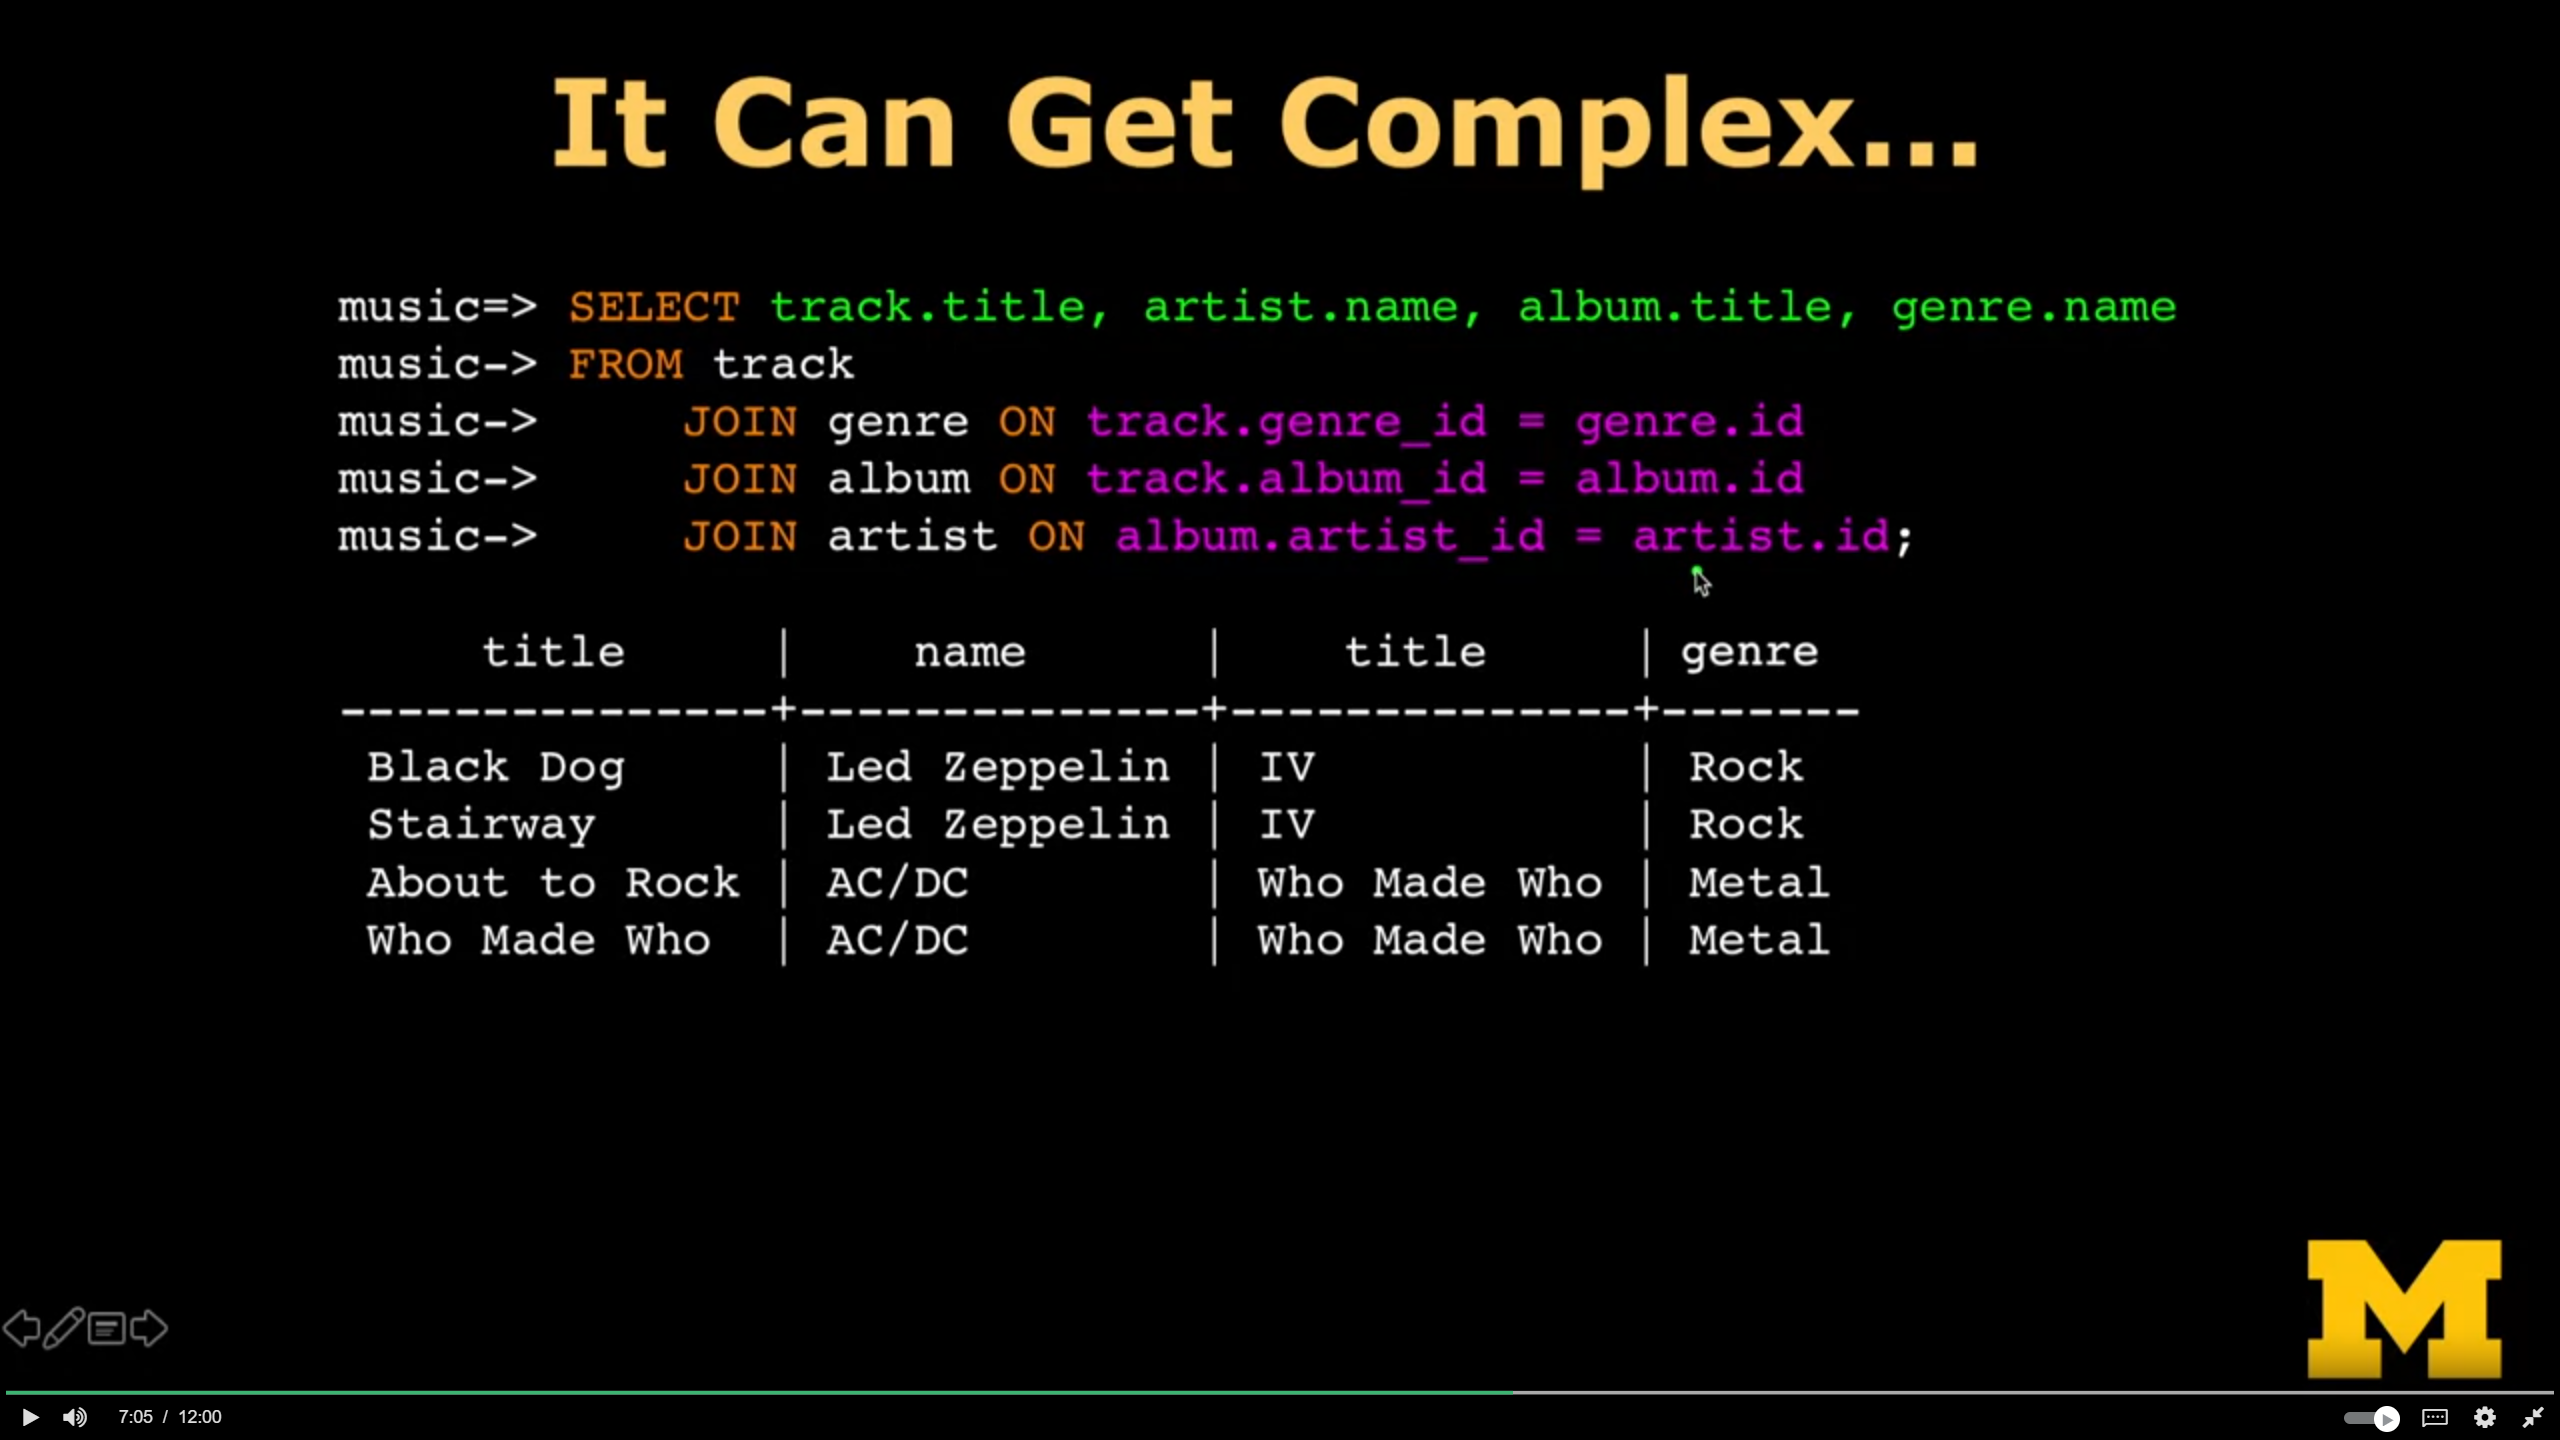 It Can Get Complex...
music=> SELECT track.title, artist.name, album.title, genre.name
music-> FROM track
music->     JOIN genre ON track.genre_id = genre.id
music->     JOIN album ON track.album_id = album.id
music->     JOIN artist ON album.artist_id = artist.id;
     title     |    name      |    title     | genre
---------------+--------------+--------------+-------
 Black Dog     | Led Zeppelin | IV           | Rock
 Stairway      | Led Zeppelin | IV           | Rock
 About to Rock | AC/DC        | Who Made Who | Metal
 Who Made Who  | AC/DC        | Who Made Who | Metal
M
7:05 / 12:00